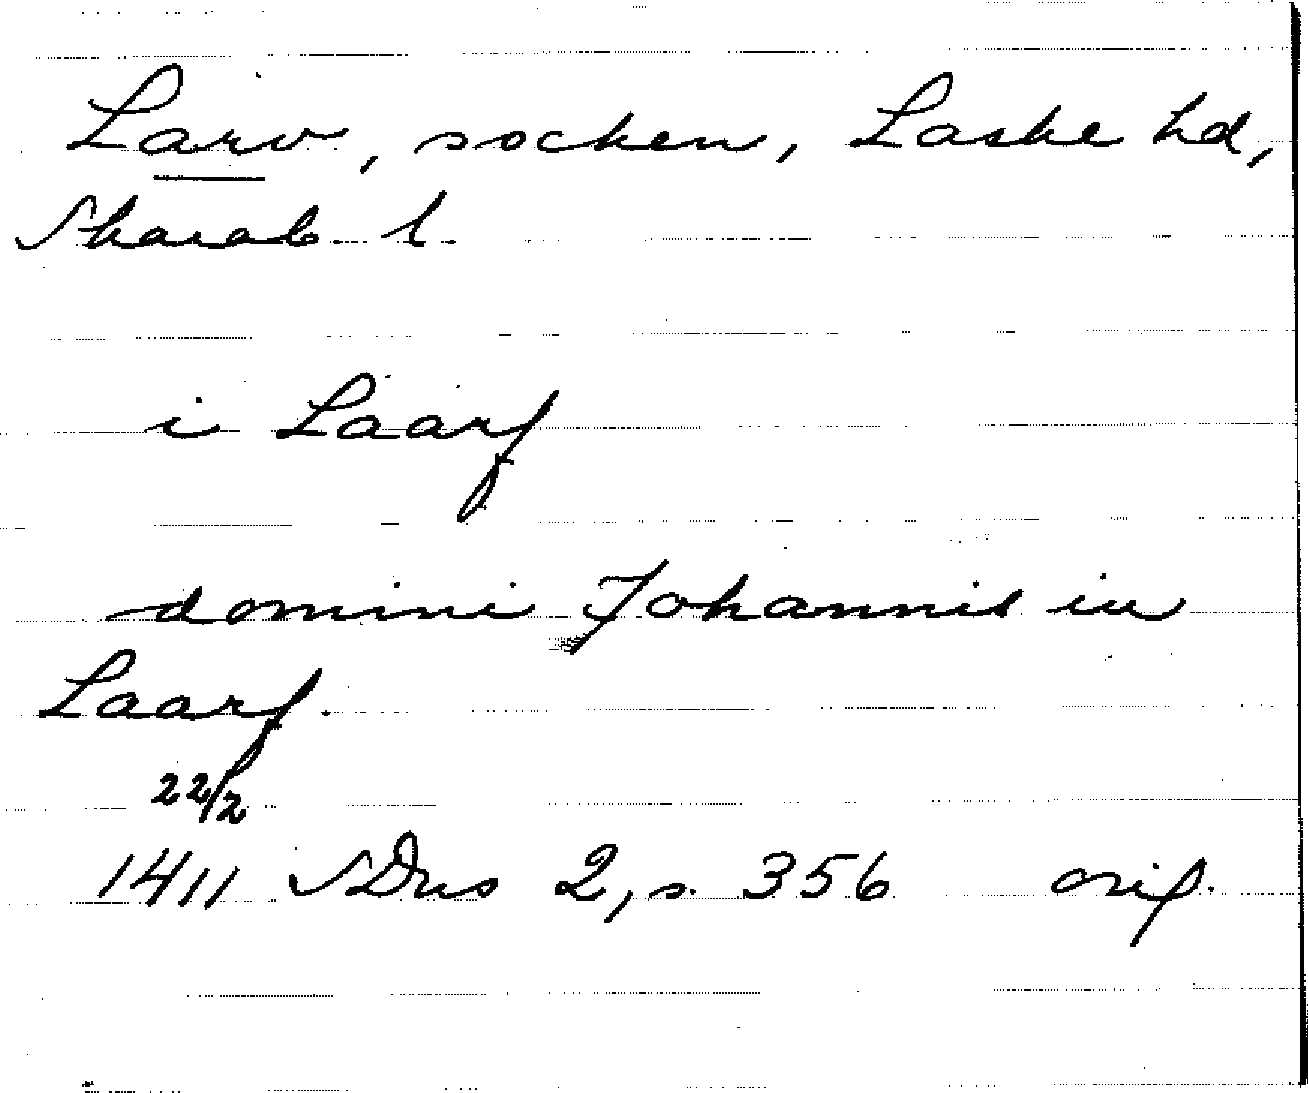 Larv, socken, Laske hd,
Skarab. l.
i Laarf
domini Johannis in
Laarf.
22/2
1411 SDns 2, s. 356 orig.